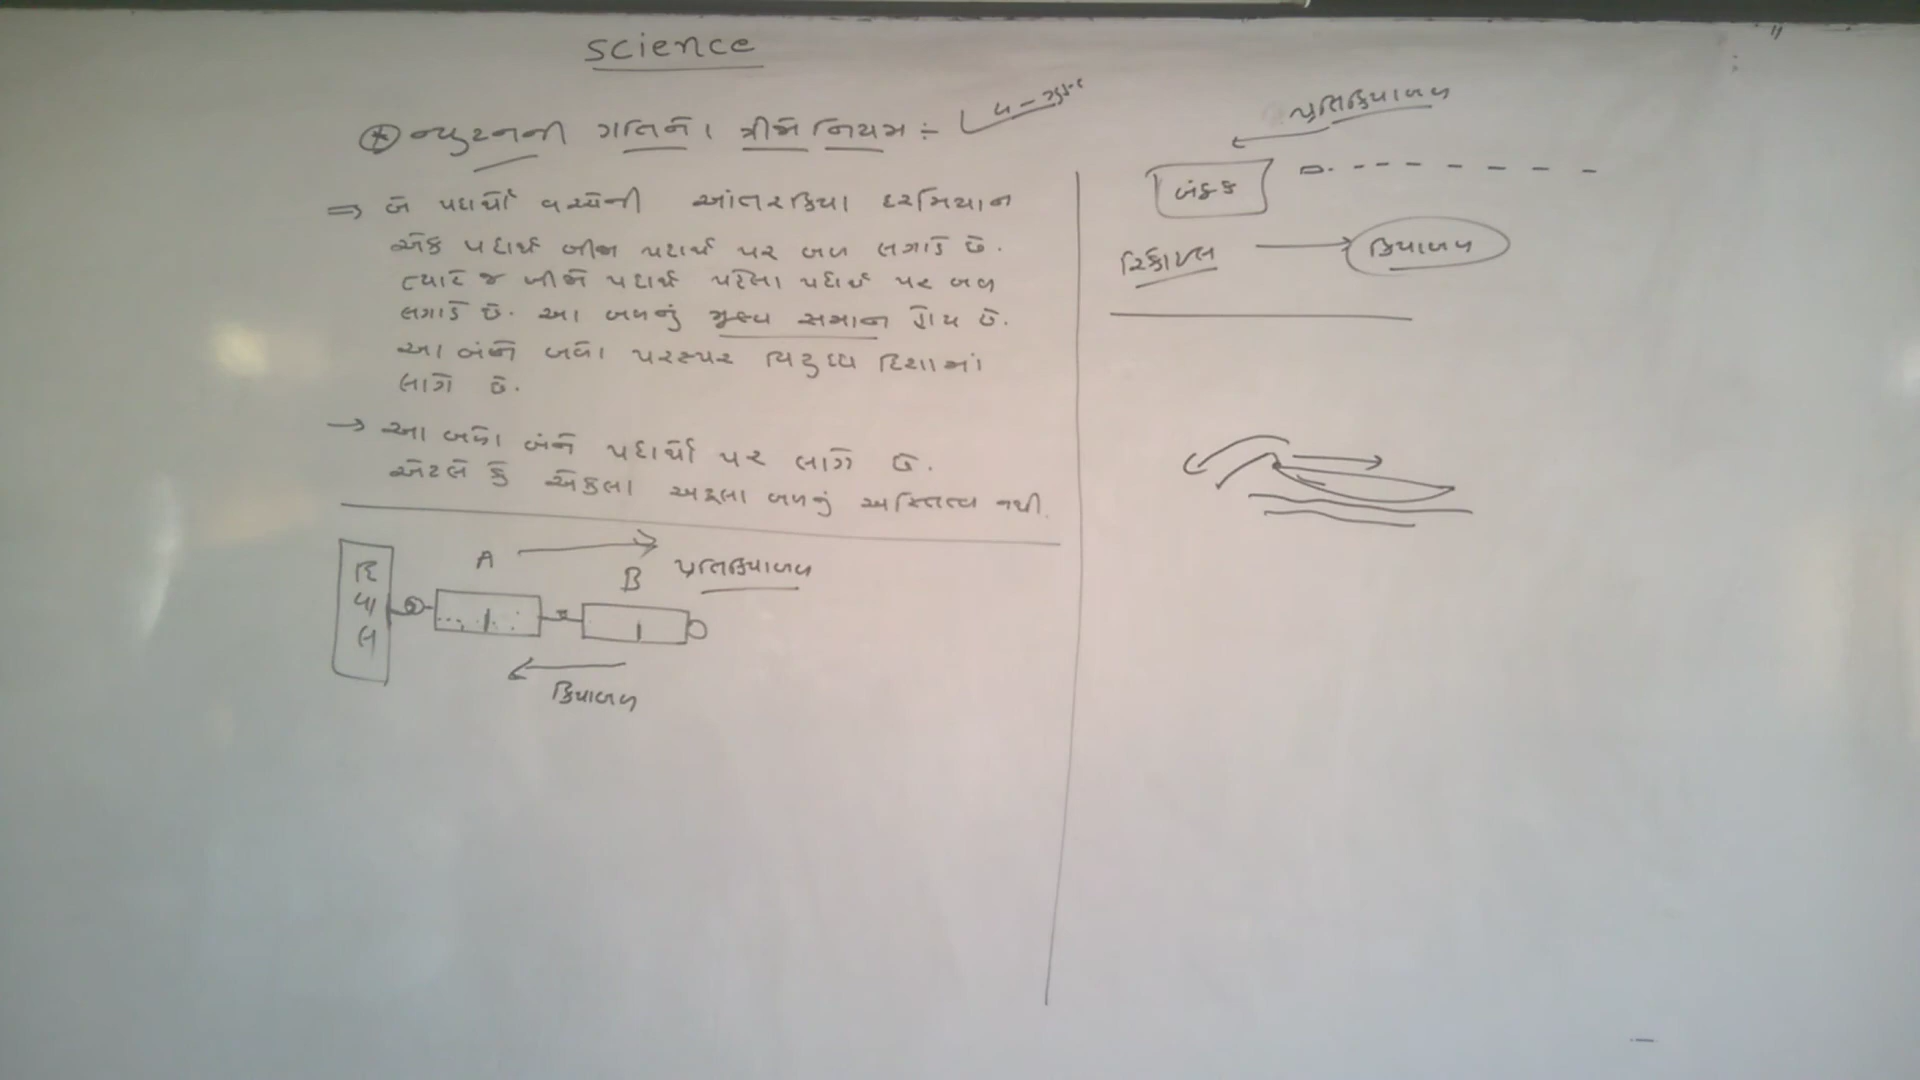 science
ન્યુટનની ગતિનો ત્રીજો નિયમ ÷
⇒ બે પદાર્થો વચ્ચેની આંતરક્રિયા દરમિયાન
એક પદાર્થ બીજા પદાર્થ પર બળ લગાડે છે.
ત્યારે જ બીજો પદાર્થ પહેલા પદાર્થ પર બળ
લગાડે છે. આ બળનું મૂલ્ય સમાન હોય છે.
આ બંને બળો પરસ્પર વિરુધ્ધ દિશામાં
લાગે છે.
→ આ બળો બંને પદાર્થો પર લાગે છે.
એટલે કે એકલા અટુલા બળનું અસ્તિત્વ નથી.
દિવાલ
A
B
પ્રતિક્રિયાબળ
ક્રિયાબળ
પ્રતિક્રિયાબળ
બંદુક
રિકોઇલ
ક્રિયાબળ